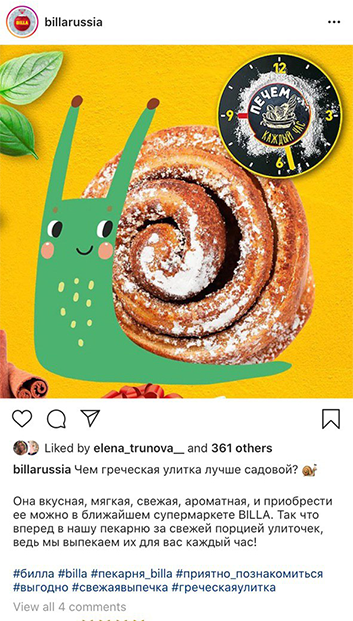 billarussia
BILLA
12
9
3
6
ПЕЧЕМ
КАЖДЫЙ ЧАС
Liked by elena_trunova__ and 361 others
billarussia Чем греческая улитка лучше садовой? 🐌
Она вкусная, мягкая, свежая, ароматная, и приобрести
ее можно в ближайшем супермаркете BILLA. Так что
вперед в нашу пекарню за свежей порцией улиточек,
ведь мы выпекаем их для вас каждый час!
#билла #billa #пекарня_billa #приятно_познакомиться
#выгодно #свежаявыпечка #греческаяулитка
View all 4 comments